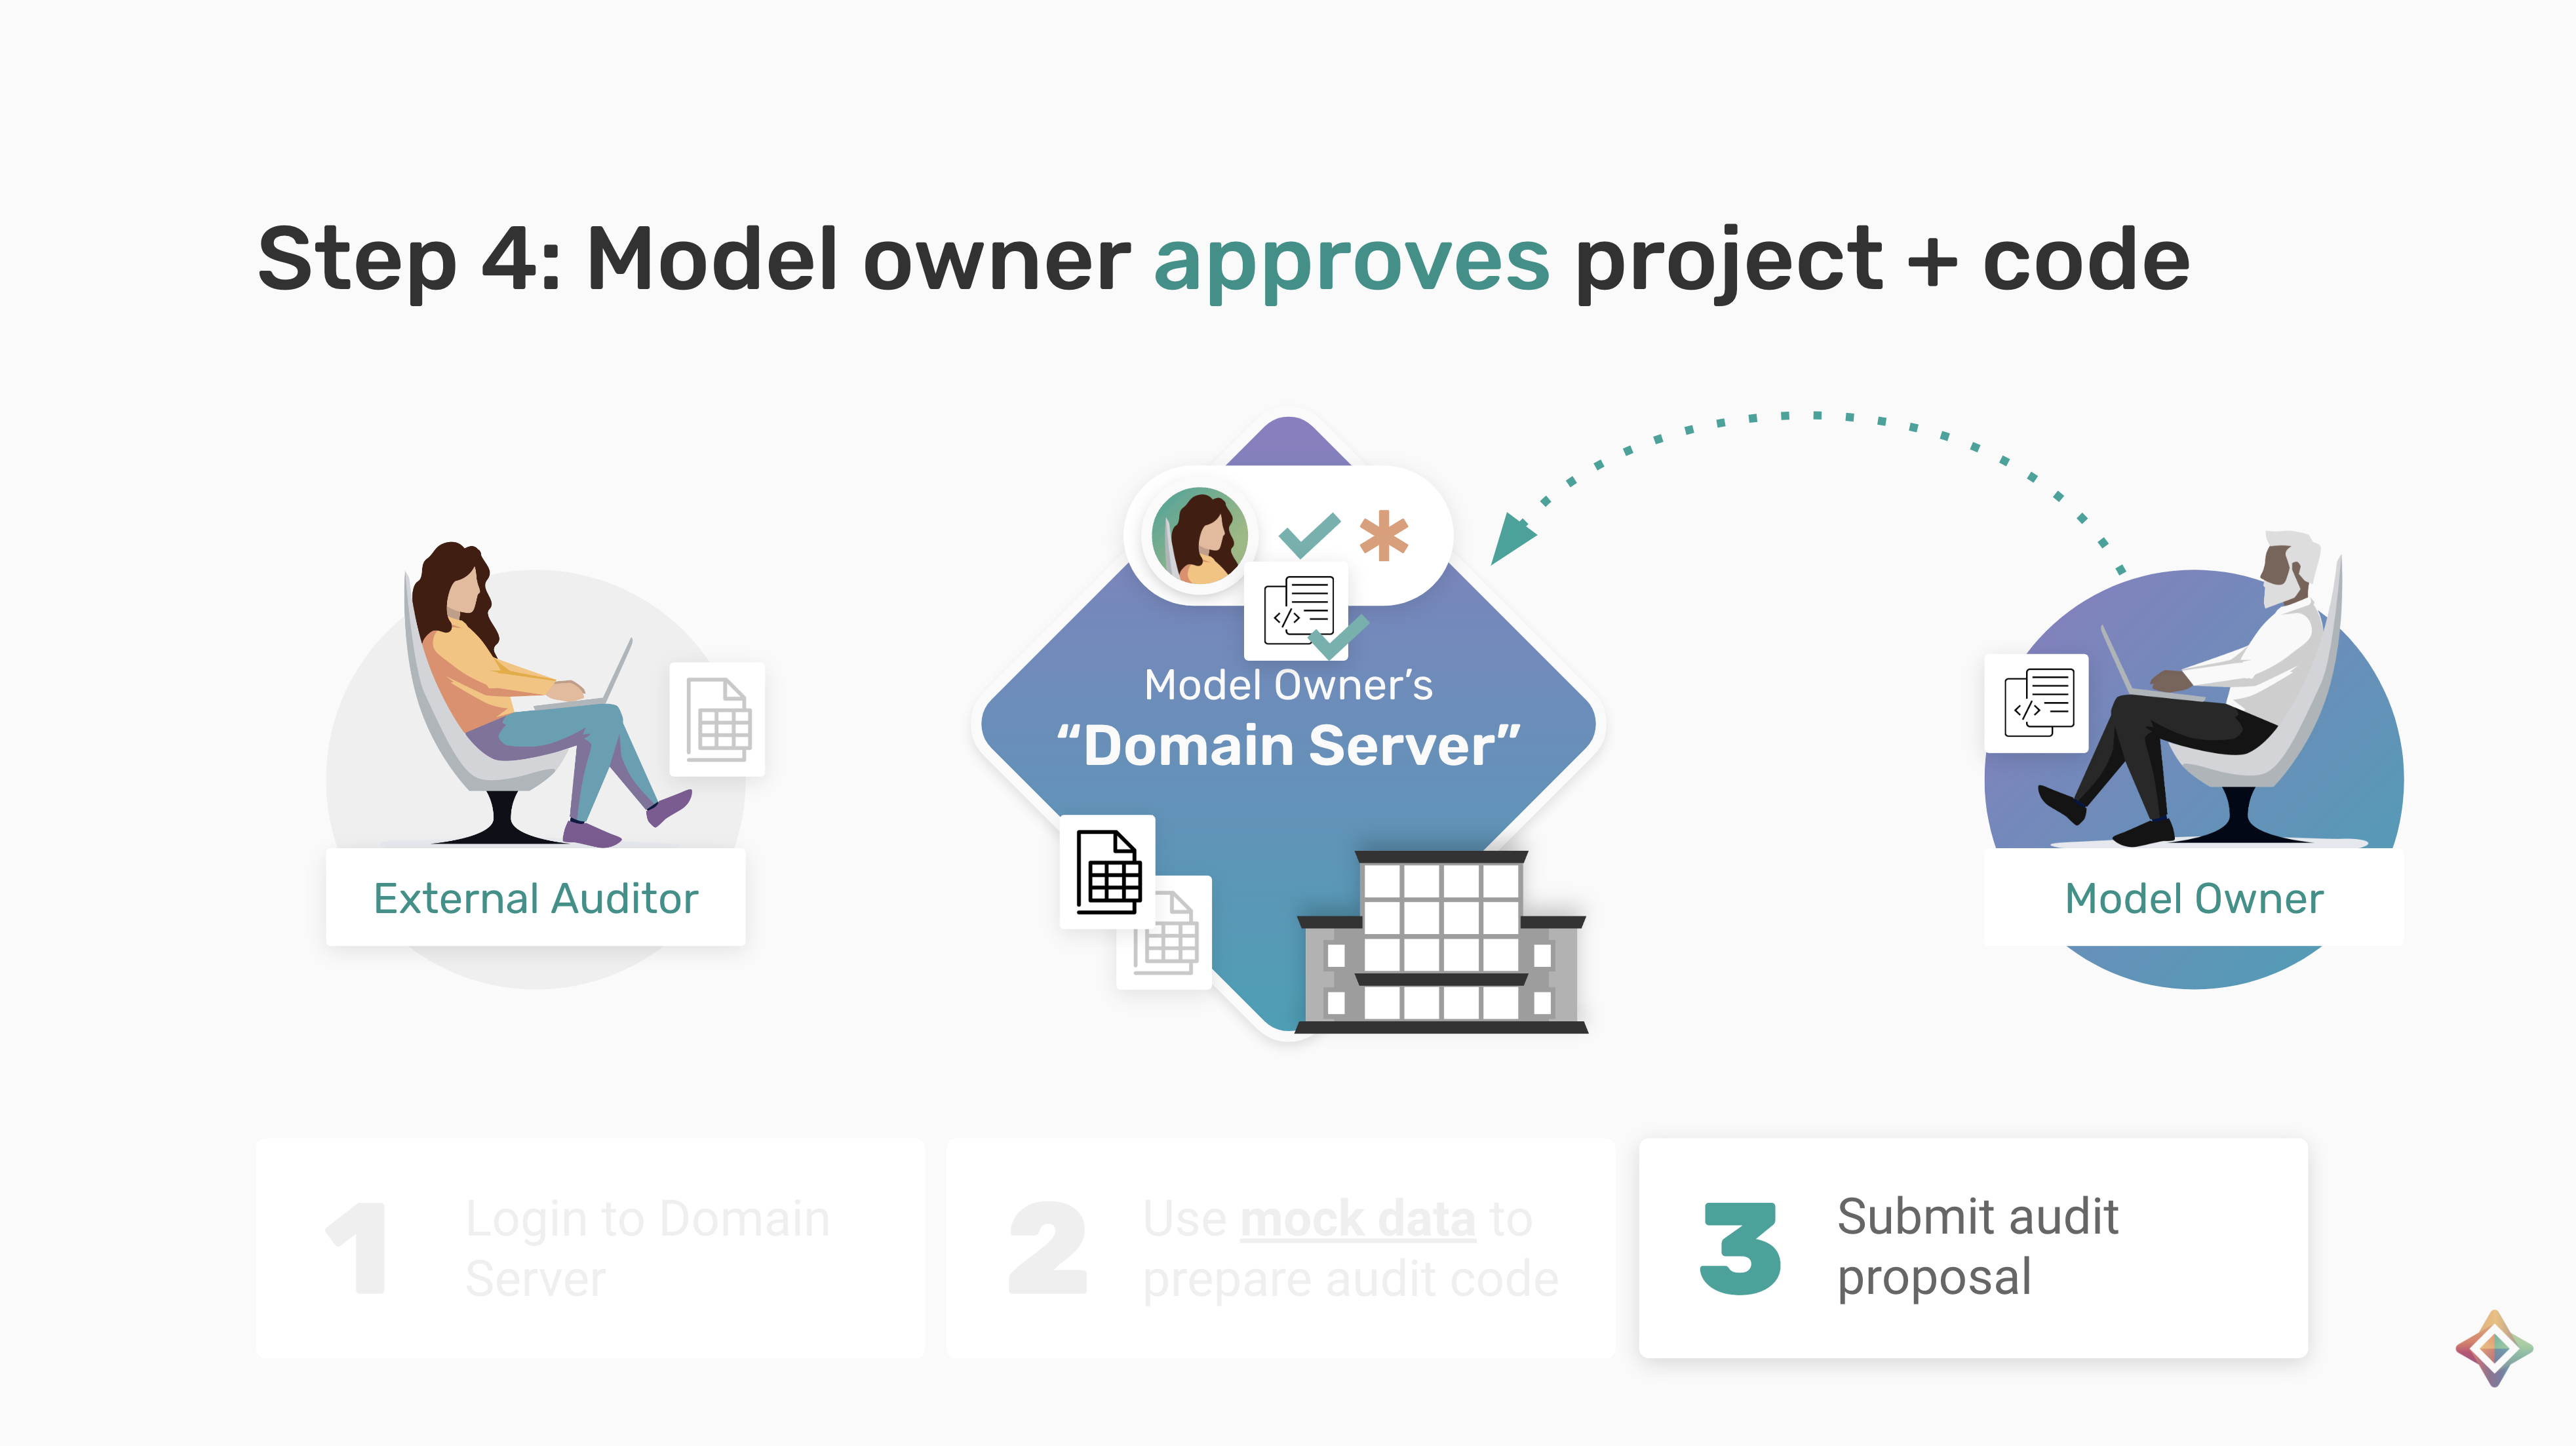 Step 4: Model owner approves project + code
Model Owner’s
“Domain Server”
External Auditor
Model Owner
1
Login to Domain
Server
2
Use mock data to
prepare audit code
3
Submit audit
proposal